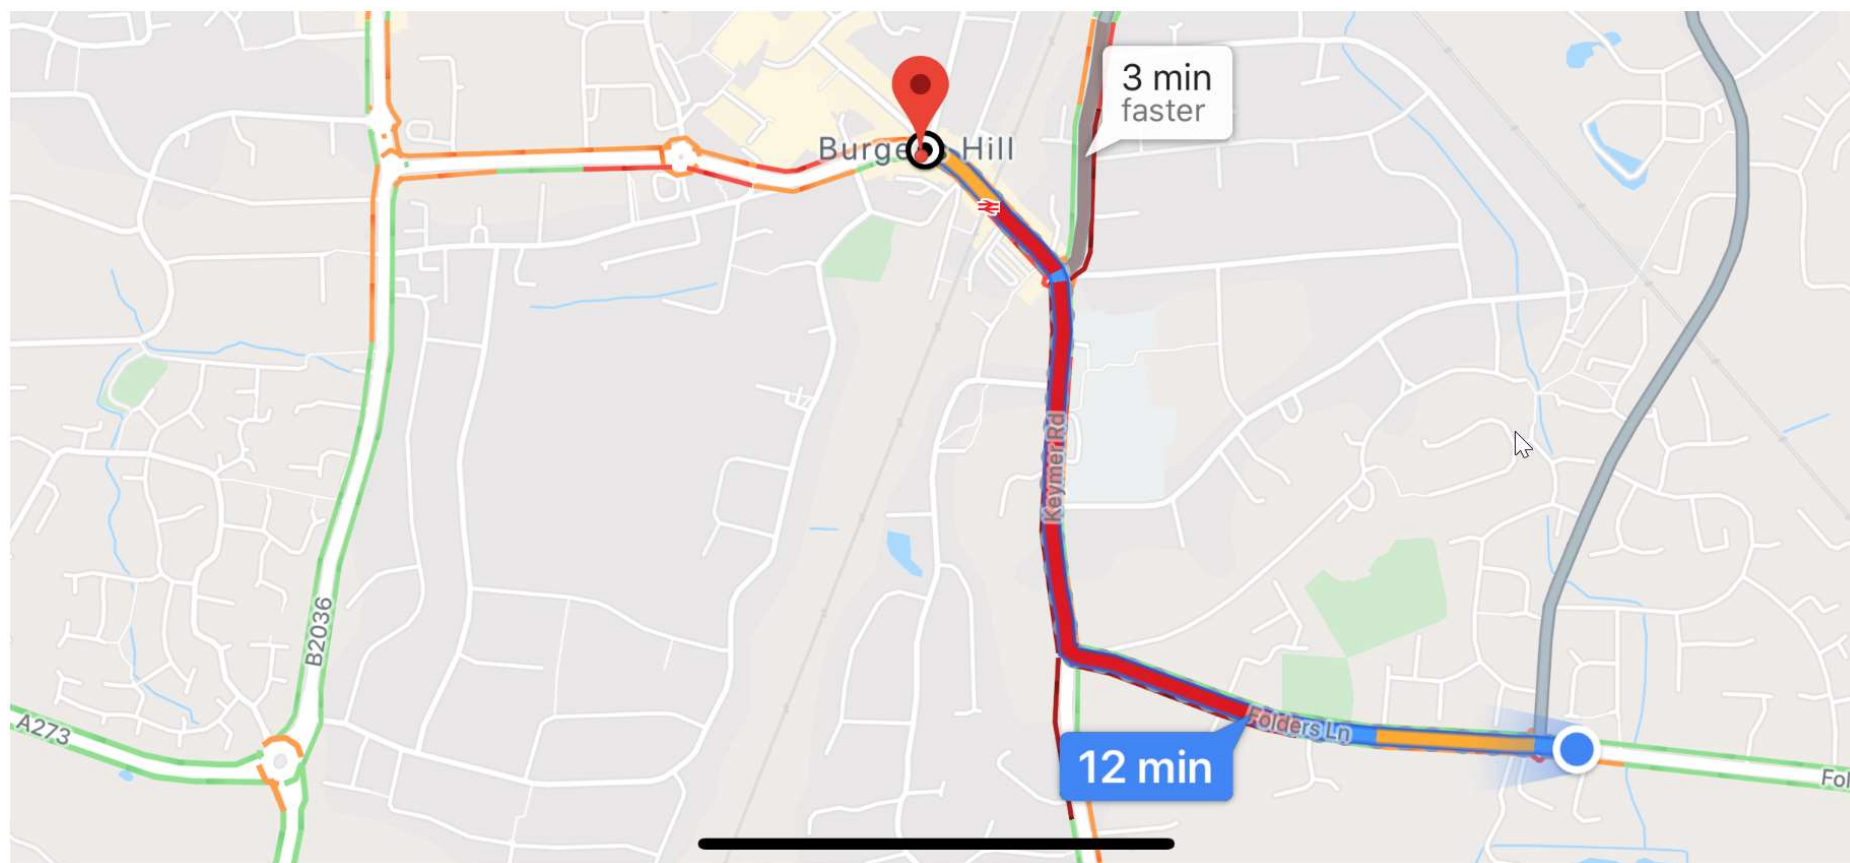 3 min
faster
Burge Hill
Keymer Rd
B2036
A273
Folders Ln
12 min
Fol